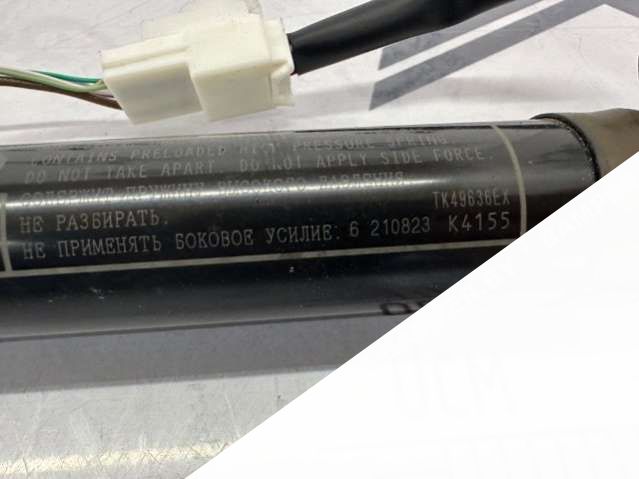 CONTAINS PRELOADED HIGH PRESSURE SPRING
DO NOT TAKE APART. DO NOT APPLY SIDE FORCE.
СОДЕРЖИТ ПРУЖИНЫ ВЫСОКОГО ДАВЛЕНИЯ
НЕ РАЗБИРАТЬ. TK49636EX
НЕ ПРИМЕНЯТЬ БОКОВОЕ УСИЛИЕ: 6 210823 K4155